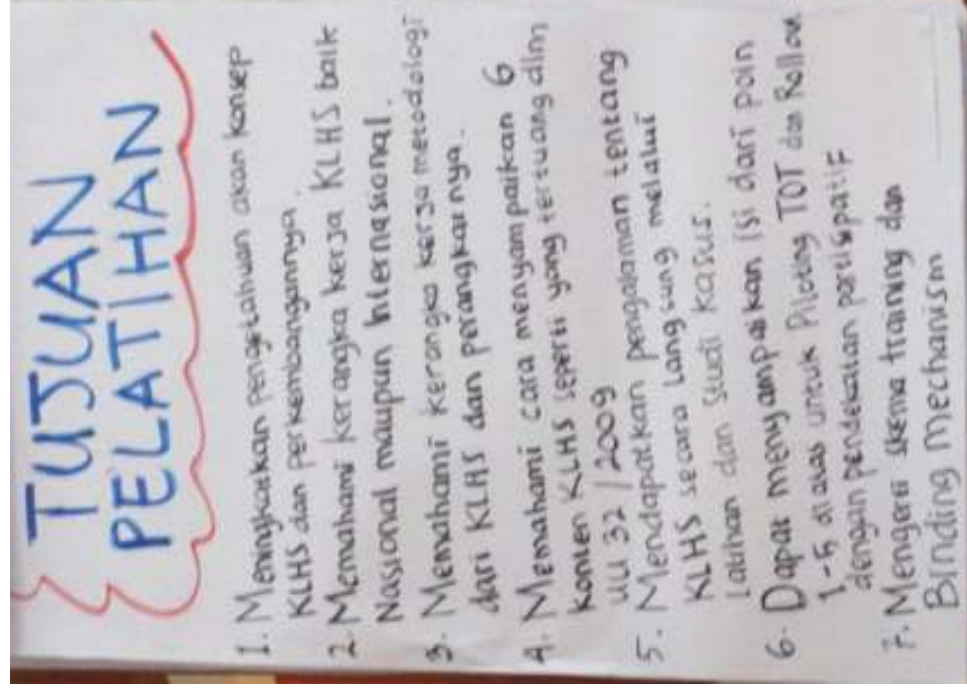 TUJUAN
PELATIHAN
1. Meningkatkan pengetahuan akan konsep
KLHS dan perkembangannya.
2. Memahami kerangka kerja KLHS baik
Nasional maupun Internasional.
3. Memahami kerangka kerja metodologi
dari KLHS dan perangkatnya.
4. Memahami cara menyampaikan 6
konten KLHS seperti yang tertuang dlm
UU 32 / 2009
5. Mendapatkan pengalaman tentang
KLHS secara langsung melalui
latihan dan studi kasus.
6. Dapat menyampaikan isi dari poin
1-5 di atas untuk Piloting TOT dan Rollout
dengan pendekatan partisipatif
7. Mengerti skema training dan
Binding Mechanism